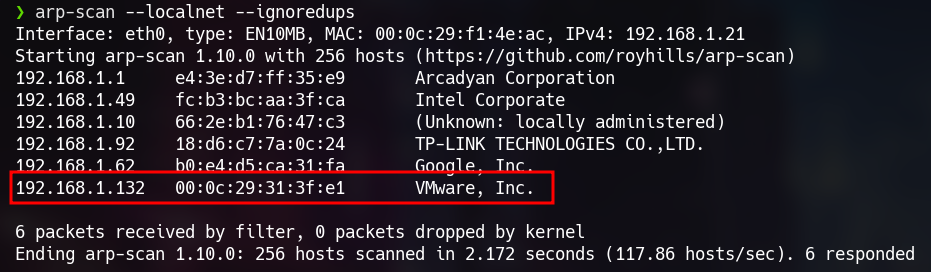 ❯ arp-scan --localnet --ignoredups
Interface: eth0, type: EN10MB, MAC: 00:0c:29:f1:4e:ac, IPv4: 192.168.1.21
Starting arp-scan 1.10.0 with 256 hosts (https://github.com/royhills/arp-scan)
192.168.1.1 e4:3e:d7:ff:35:e9 Arcadyan Corporation
192.168.1.49 fc:b3:bc:aa:3f:ca Intel Corporate
192.168.1.10 66:2e:b1:76:47:c3 (Unknown: locally administered)
192.168.1.92 18:d6:c7:7a:0c:24 TP-LINK TECHNOLOGIES CO.,LTD.
192.168.1.62 b0:e4:d5:ca:31:fa Google, Inc.
192.168.1.132 00:0c:29:31:3f:e1 VMware, Inc.
6 packets received by filter, 0 packets dropped by kernel
Ending arp-scan 1.10.0: 256 hosts scanned in 2.172 seconds (117.86 hosts/sec). 6 responded